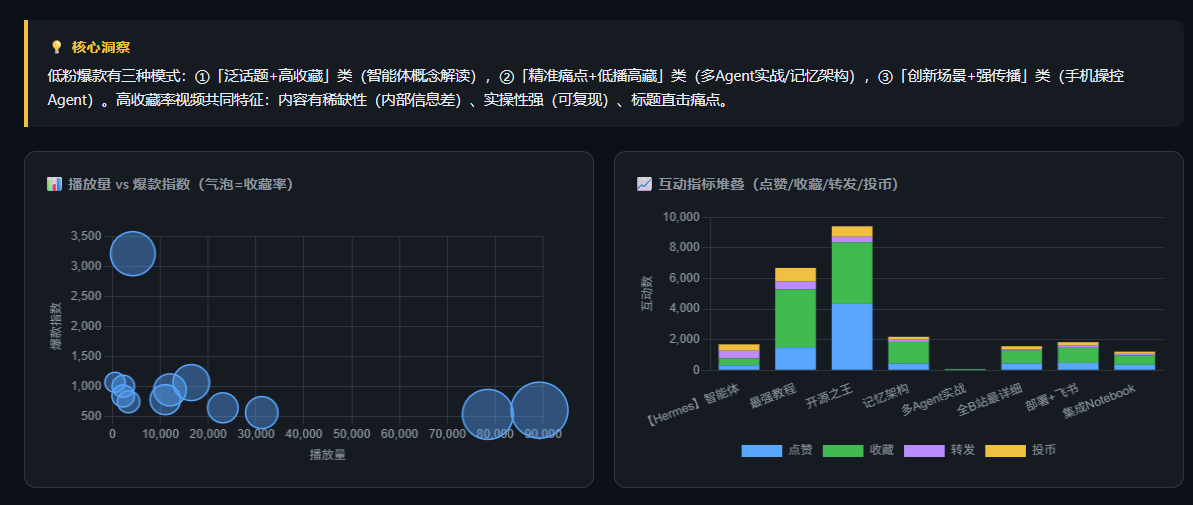 💡 核心洞察
低粉爆款有三种模式：①「泛话题+高收藏」类（智能体概念解读），②「精准痛点+低播高藏」类（多Agent实战/记忆架构），③「创新场景+强传播」类（手机操控
Agent）。高收藏率视频共同特征：内容有稀缺性（内部信息差）、实操性强（可复现）、标题直击痛点。
📊 播放量 vs 爆款指数（气泡=收藏率）
3,500
3,000
2,500
2,000
1,500
1,000
500
爆款指数
0 10,000 20,000 30,000 40,000 50,000 60,000 70,000 80,000 90,000
播放量
📈 互动指标堆叠（点赞/收藏/转发/投币）
10,000
8,000
6,000
4,000
2,000
0
互动数
【Hermes】智能体
最强教程
开源之王
记忆架构
多Agent实战
全B站最详细
部署+飞书
集成Notebook
点赞 收藏 转发 投币